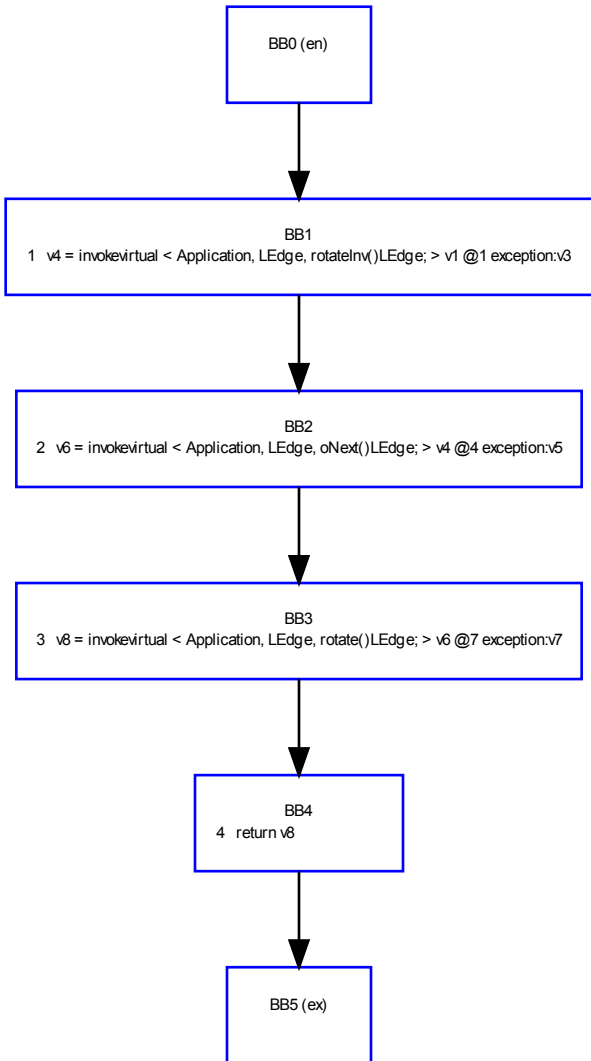 BB0 (en)
BB1
1 v4 = invokevirtual < Application, LEdge, rotateInv()LEdge; > v1 @1 exception:v3
BB2
2 v6 = invokevirtual < Application, LEdge, oNext()LEdge; > v4 @4 exception:v5
BB3
3 v8 = invokevirtual < Application, LEdge, rotate()LEdge; > v6 @7 exception:v7
BB4
4 return v8
BB5 (ex)